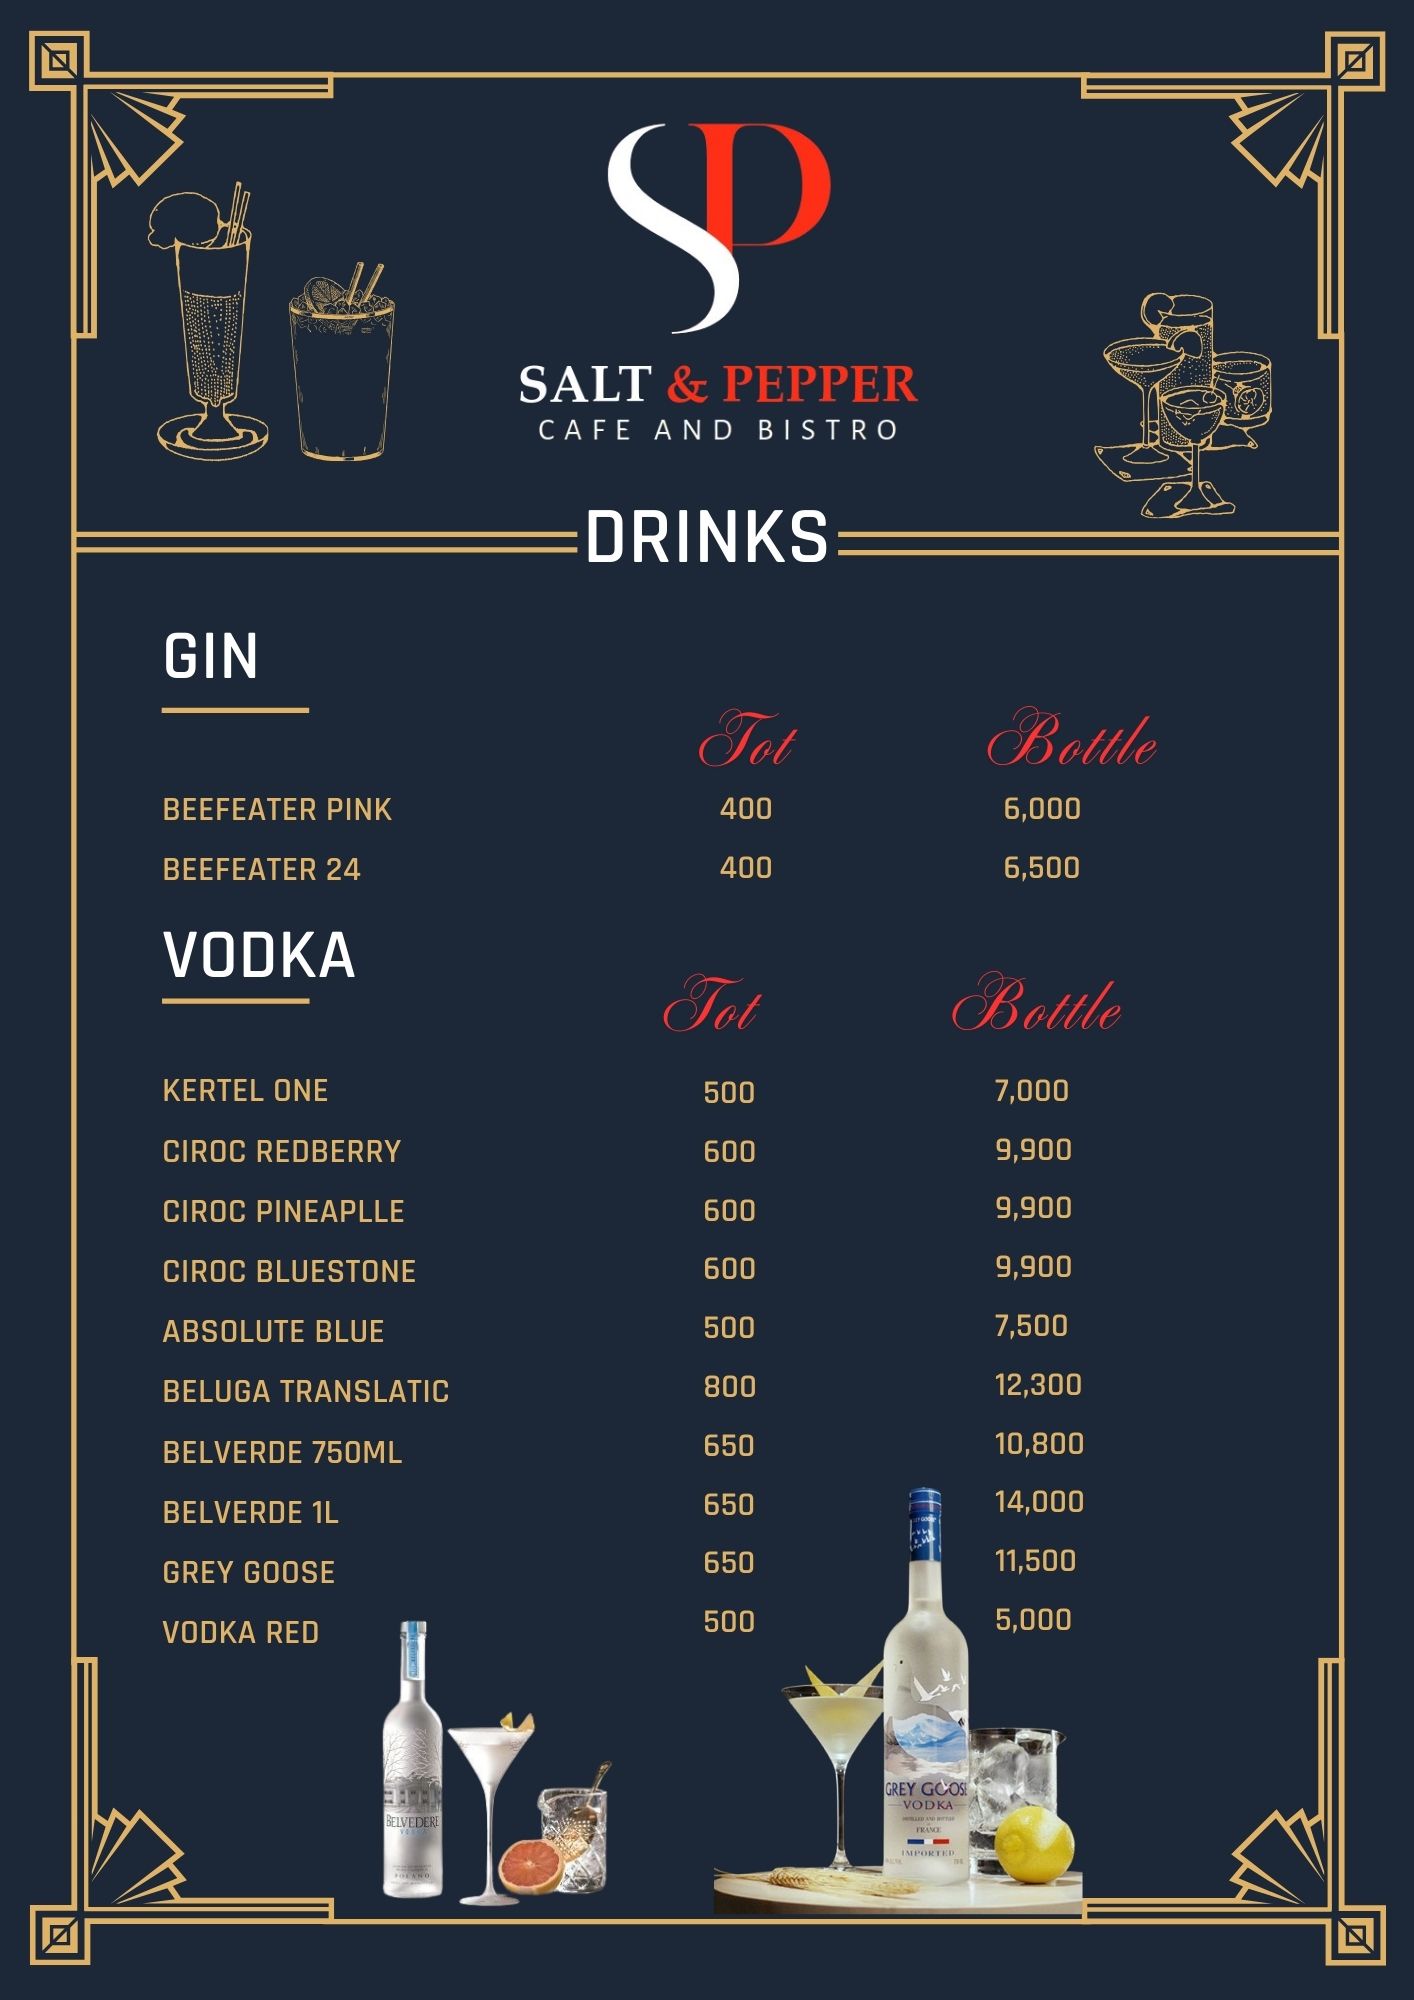 SP
SALT & PEPPER
CAFE AND BISTRO
DRINKS
GIN
Tot Bottle
BEEFEATER PINK 400 6,000
BEEFEATER 24 400 6,500
VODKA
Tot Bottle
KERTEL ONE 500 7,000
CIROC REDBERRY 600 9,900
CIROC PINEAPLLE 600 9,900
CIROC BLUESTONE 600 9,900
ABSOLUTE BLUE 500 7,500
BELUGA TRANSLATIC 800 12,300
BELVERDE 750ML 650 10,800
BELVERDE 1L 650 14,000
GREY GOOSE 650 11,500
VODKA RED 500 5,000
BELVEDERE
VODKA
POLAND
GREY GOOSE
VODKA
DISTILLED AND BOTTLED
FRANCE
IMPORTED